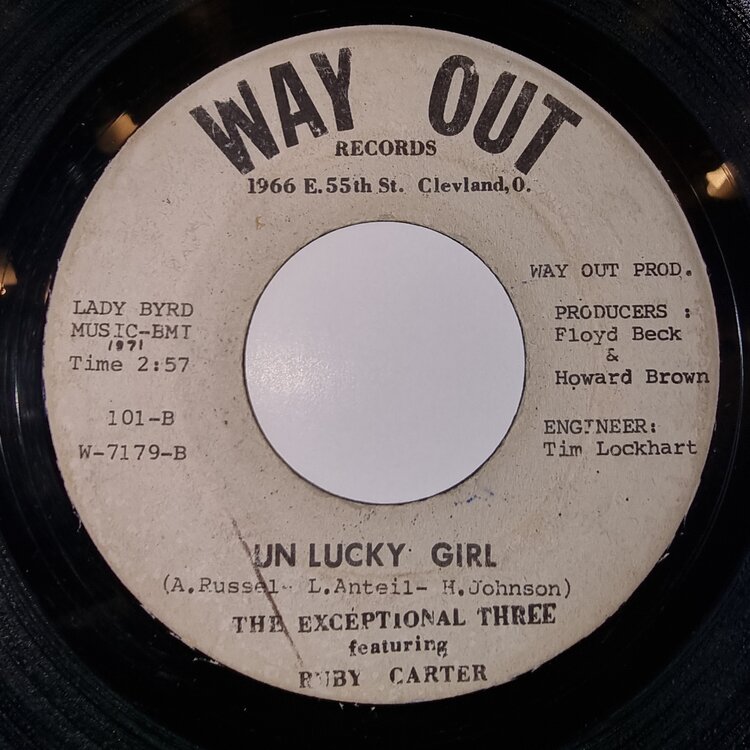 WAY OUT
RECORDS
1966 E.55th St. Clevland,O.
WAY OUT PROD.
PRODUCERS :
Floyd Beck
&
Howard Brown
ENGINEER:
Tim Lockhart
LADY BYRD
MUSIC-BMI
1971
Time 2:57
101-B
W-7179-B
UN LUCKY GIRL
(A.Russel- L.Anteil- H.Johnson)
THE EXCEPTIONAL THREE
featuring
RUBY CARTER